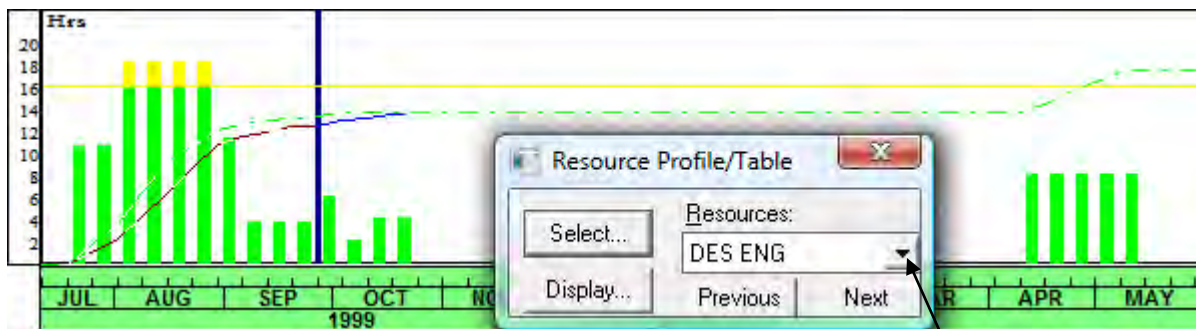 Hrs
20
18
16
14
12
10
8
6
4
2
Resource Profile/Table
Select...
Resources:
DES ENG
Display...
Previous
Next
JUL AUG SEP OCT APR MAY
1999